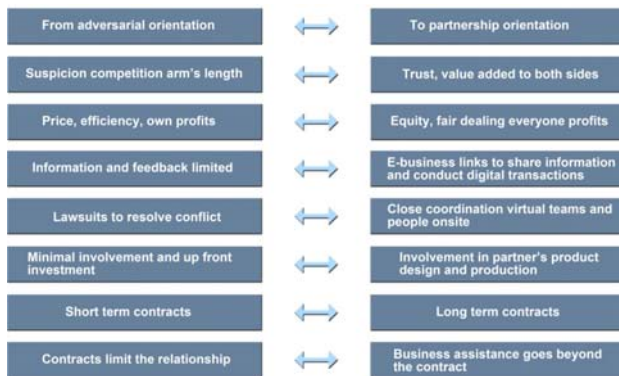 From adversarial orientation
To partnership orientation
Suspicion competition arm's length
Trust, value added to both sides
Price, efficiency, own profits
Equity, fair dealing everyone profits
Information and feedback limited
E-business links to share information
and conduct digital transactions
Lawsuits to resolve conflict
Close coordination virtual teams and
people onsite
Minimal involvement and up front
investment
Involvement in partner's product
design and production
Short term contracts
Long term contracts
Contracts limit the relationship
Business assistance goes beyond
the contract